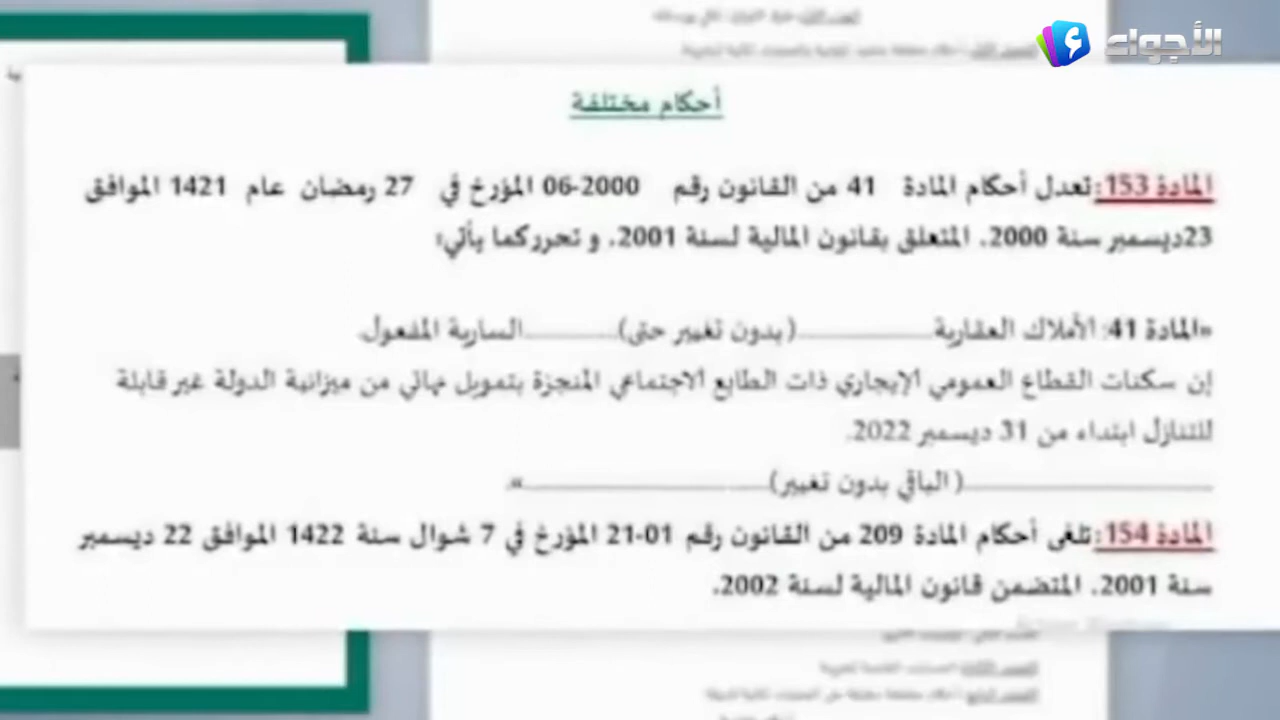 الأجواء
أحكام مختلفة
المادة 153: تعدل أحكام المادة 41 من القانون رقم 2000-06 المؤرخ في 27 رمضان عام 1421 الموافق
23ديسمبر سنة 2000. المتعلق بقانون المالية لسنة 2001. و تحرركما يأتي:
«المادة 41: الأملاك العقارية..............(بدون تغيير حتى)..............السارية المفعول.
إن سكنات القطاع العمومي الإيجاري ذات الطابع الاجتماعي المنجزة بتمويل نهائي من ميزانية الدولة غير قابلة
للتنازل ابتداء من 31 ديسمبر 2022.
..............(الباقي بدون تغيير)..............».
المادة 154: تلغى أحكام المادة 209 من القانون رقم 01-21 المؤرخ في 7 شوال سنة 1422 الموافق 22 ديسمبر
سنة 2001. المتضمن قانون المالية لسنة 2002.